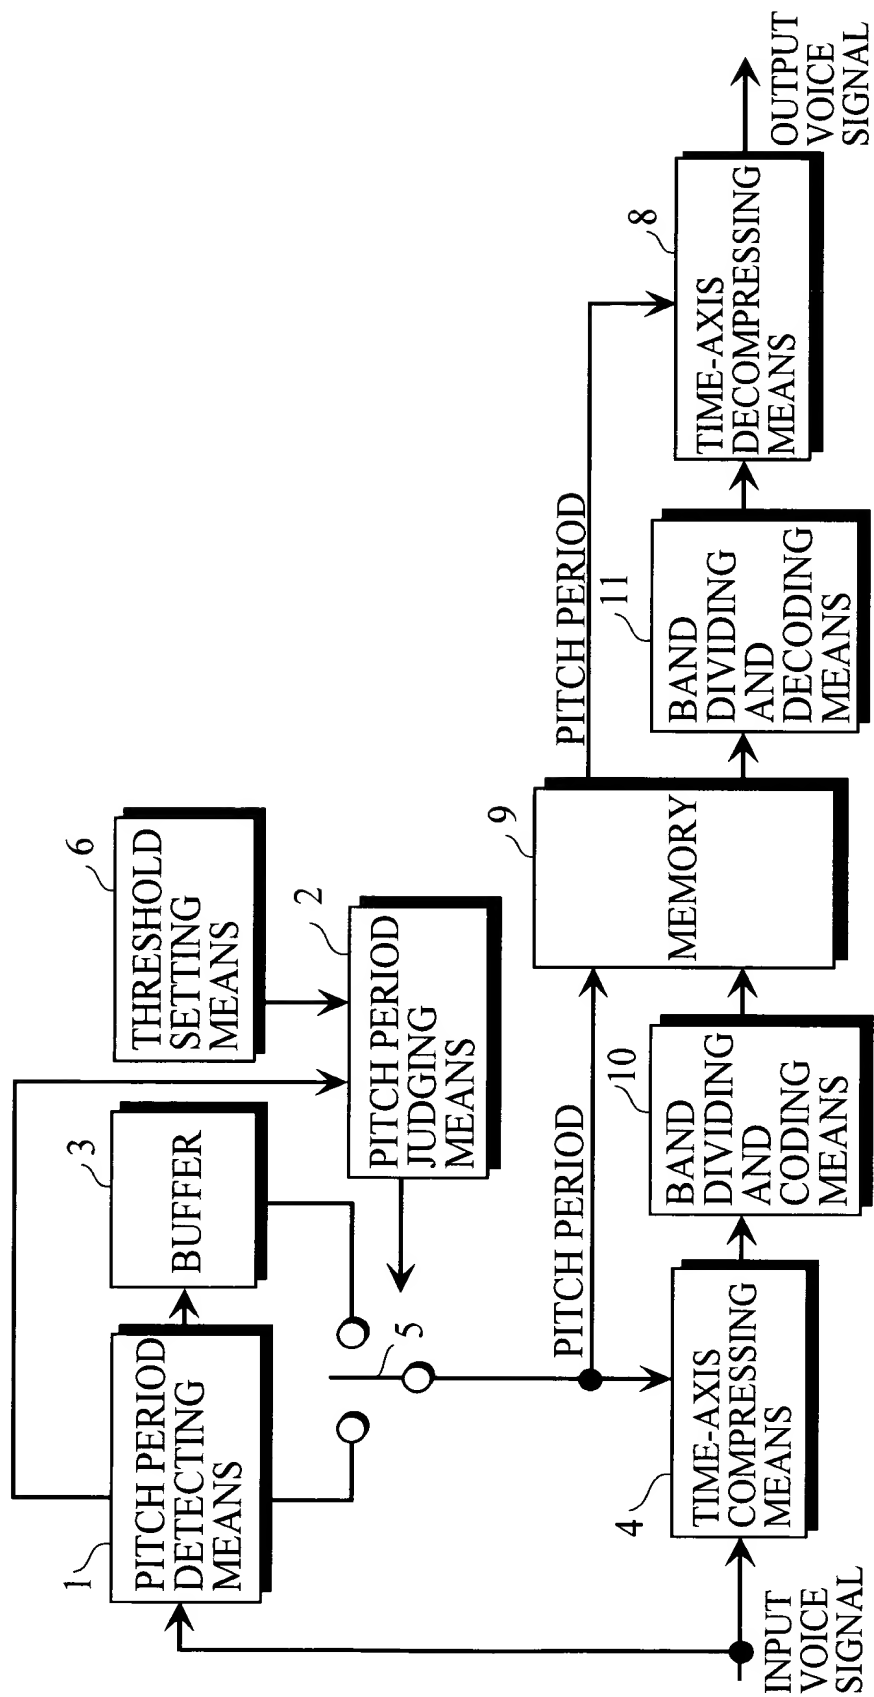 1
PITCH PERIOD
DETECTING
MEANS
3
BUFFER
6
THRESHOLD
SETTING
MEANS
2
PITCH PERIOD
JUDGING
MEANS
5
PITCH PERIOD
PITCH PERIOD
INPUT
VOICE
SIGNAL
4
TIME-AXIS
COMPRESSING
MEANS
10
BAND
DIVIDING
AND
CODING
MEANS
9
MEMORY
11
BAND
DIVIDING
AND
DECODING
MEANS
8
TIME-AXIS
DECOMPRESSING
MEANS
OUTPUT
VOICE
SIGNAL